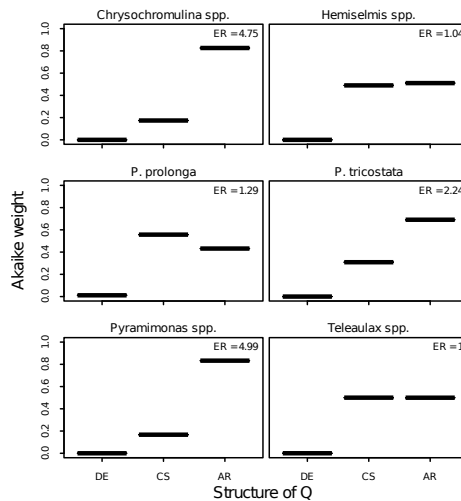 Chrysochromulina spp.
Hemiselmis spp.
ER =4.75
ER =1.04
0.0 0.2 0.4 0.6 0.8 1.0
P. prolonga
P. tricostata
ER =1.29
ER =2.24
0.0 0.2 0.4 0.6 0.8 1.0
Akaike weight
Pyramimonas spp.
Teleaulax spp.
ER =4.99
ER =1
0.0 0.2 0.4 0.6 0.8 1.0
DE CS AR DE CS AR
Structure of Q